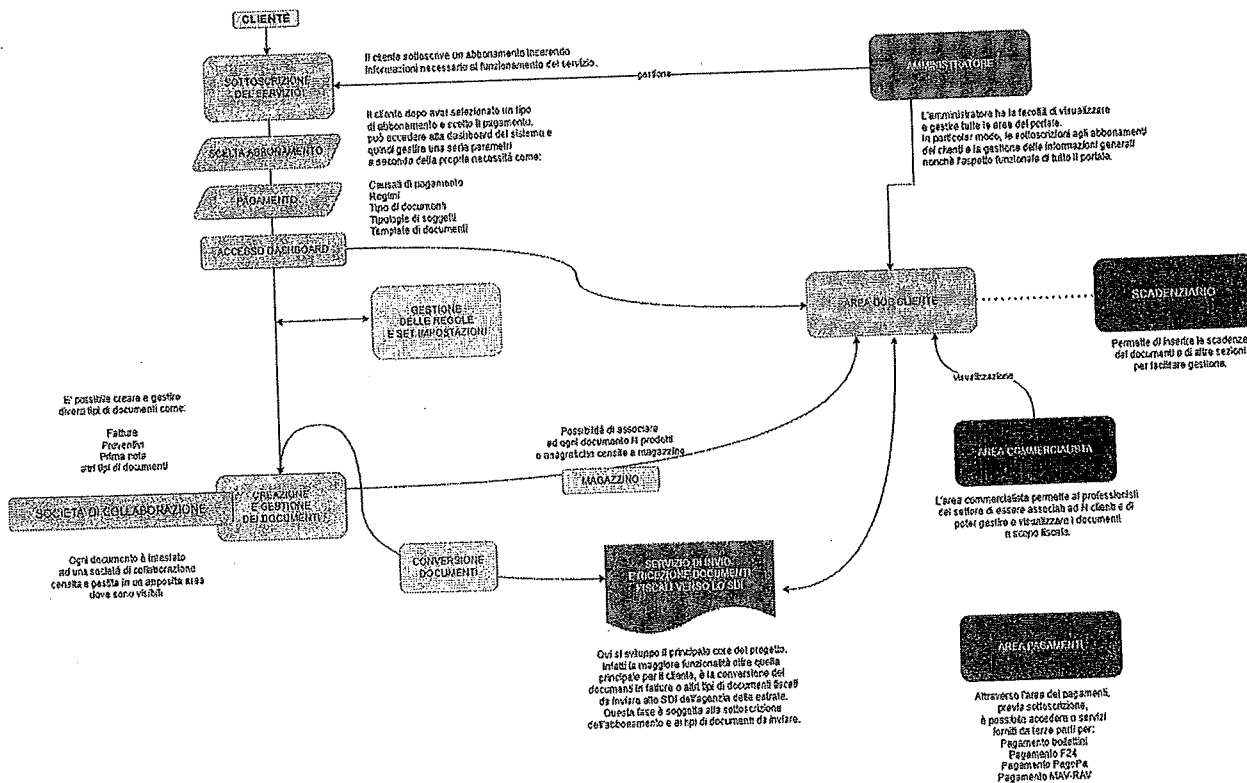 CLIENTE
SOTTOSCRIZIONE
DEL SERVIZIO
Il cliente sottoscrive un abbonamento inserendo
informazioni necessario al funzionamento del servizio.
gestione
AMMINISTRATORE
L'amministratore ha la facoltà di visualizzare
e gestire tutte le aree del portale.
In particolar modo, le sottoscrizioni agli abbonamenti
dei clienti e la gestione delle informazioni generali
nonchè l'aspetto funzionale di tutto il portale.
Il cliente dopo aver selezionato un tipo
di abbonamento e scelto il pagamento,
può accedere alla dashboard del sistema e
quindi gestire una serie parametri
a secondo della propria necessità come:
Causali di pagamento
Regimi
Tipo di documenti
Tipologie di soggetti
Template di documenti
SCELTA ABBONAMENTO
PAGAMENTO
ACCESSO DASHBOARD
GESTIONE
DELLE REGOLE
E SET IMPOSTAZIONI
AREA CLIENTE
SCADENZIARIO
Permette di inserire le scadenze
dei documenti o di altre sezioni
per facilitare gestione.
visualizzazione
AREA COMMERCIALISTA
L'area commercialista permette ai professionisti
del settore di essere associati ad N cliente e di
poter gestire e visualizzare i documenti
a scopo fiscale.
E' possibile creare e gestire
diversi tipi di documenti come:
Fatture
Preventivi
Prima nota
altri tipi di documenti
SOCIETÀ DI COLLABORAZIONE
CREAZIONE
E GESTIONE
DEI DOCUMENTI
Ogni documento è intestato
ad una società di collaborazione
censita e gestita in un apposita area
dove sono visibili
Possibilità di associare
ad ogni documento N prodotti
o anagrafiche censite a magazzino
MAGAZZINO
CONVERSIONE
DOCUMENTI
SERVIZIO DI INVIO
E RICEZIONE DOCUMENTI
FISCALI VERSO LO SDI
Qui si sviluppo il principale core del progetto.
Infatti la maggiore funzionalità oltre quella
principale per il cliente, è la conversione dei
documenti in fatture o altri tipi di documenti fiscali
da inviare allo SDI dell'agenzia delle entrate.
Questa fase è soggetta alla sottoscrizione
dell'abbonamento e ai tipi di documenti da inviare.
AREA PAGAMENTI
Attraverso l'area dei pagamenti,
previa sottoscrizione,
è possibile accedere a servizi
forniti da terze parti per:
Pagamento bollettini
Pagamento F24
Pagamento PagoPa
Pagamento MAV-RAV